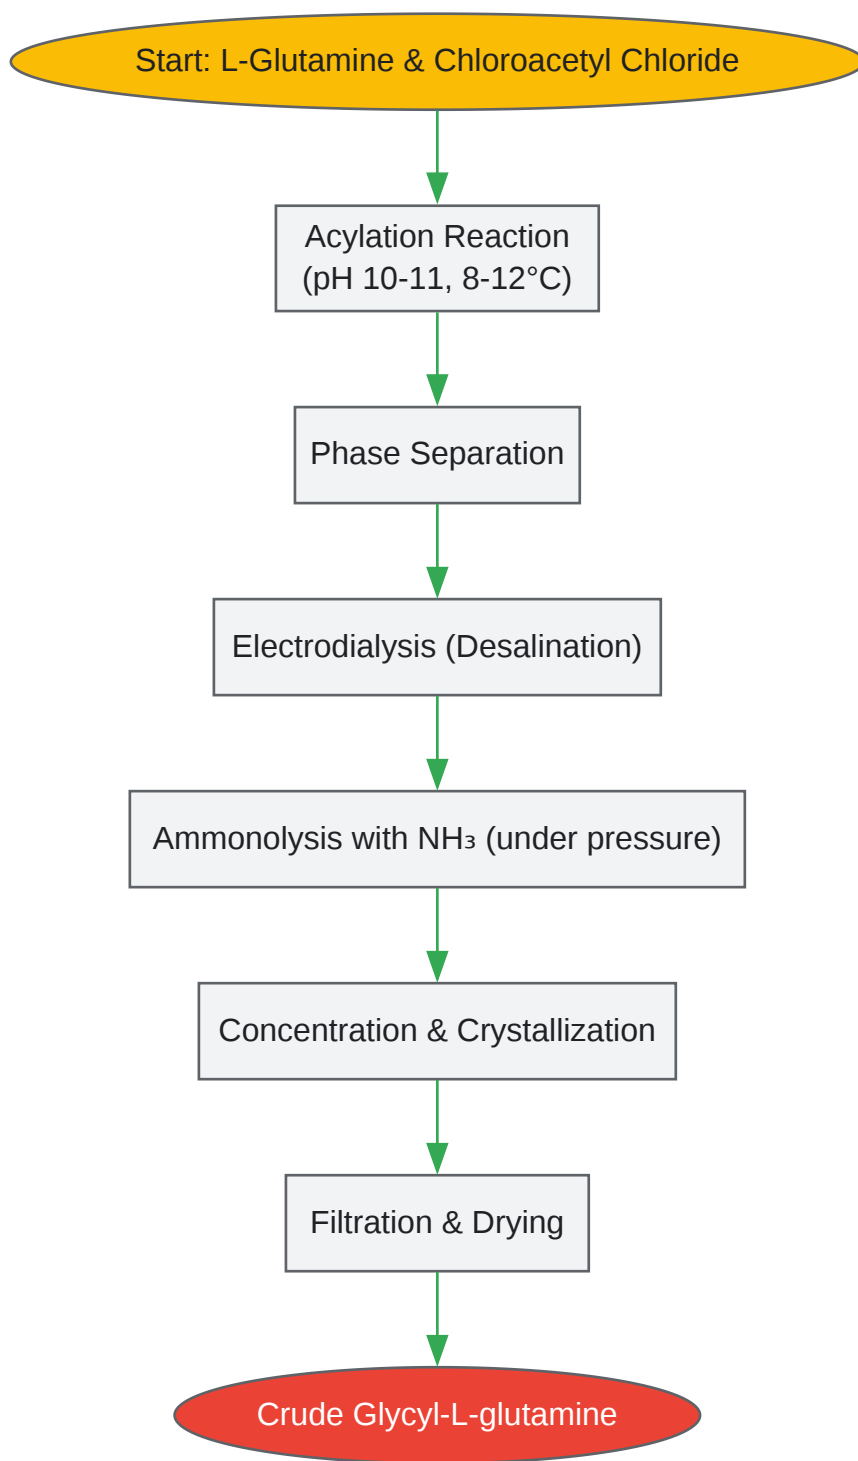 Start: L-Glutamine & Chloroacetyl Chloride
Acylation Reaction
(pH 10-11, 8-12°C)
Phase Separation
Electrodialysis (Desalination)
Ammonolysis with NH₃ (under pressure)
Concentration & Crystallization
Filtration & Drying
Crude Glycyl-L-glutamine